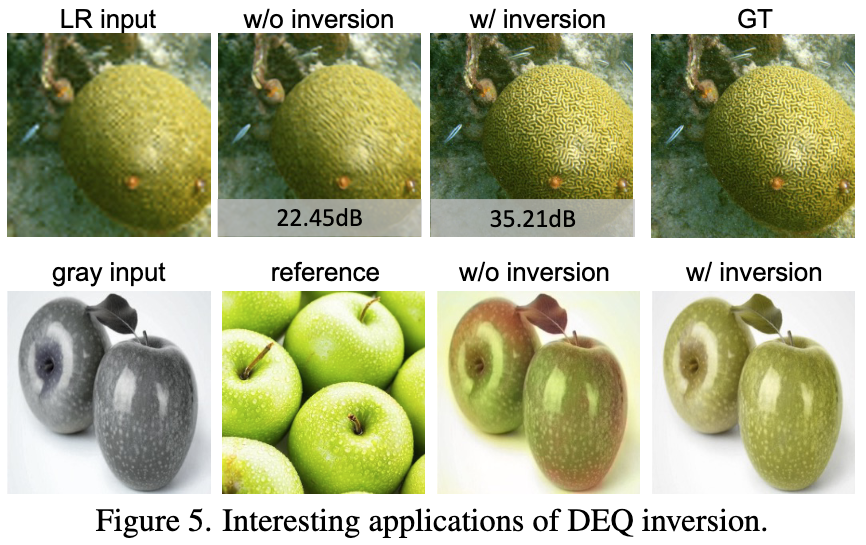 LR input w/o inversion w/ inversion GT
22.45dB 35.21dB
gray input reference w/o inversion w/ inversion
Figure 5. Interesting applications of DEQ inversion.